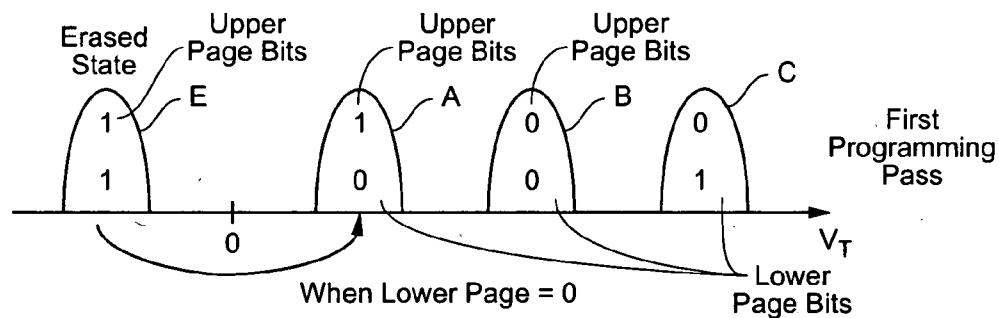 Erased
State
Upper
Page Bits
Upper
Page Bits
Upper
Page Bits
E
A
B
C
1
1
0
0
1
0
0
1
First
Programming
Pass
0
V_T
When Lower Page = 0
Lower
Page Bits